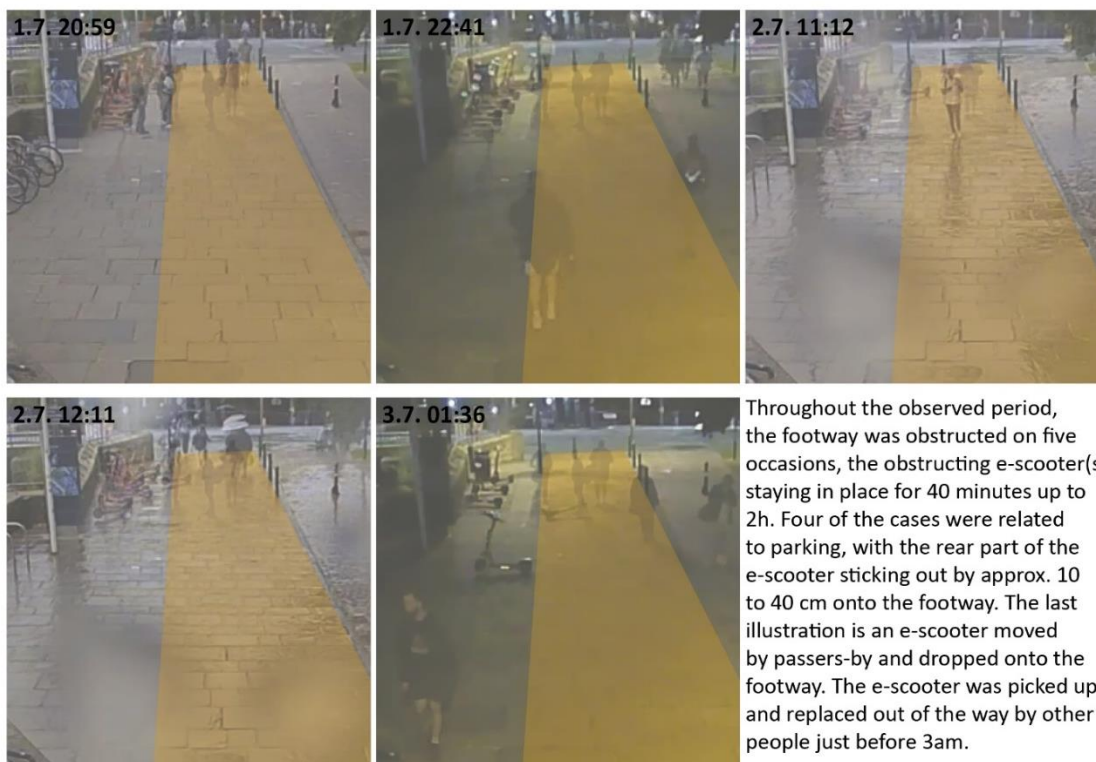 1.7. 20:59
1.7. 22:41
2.7. 11:12
2.7. 12:11
3.7. 01:36
Throughout the observed period,
the footway was obstructed on five
occasions, the obstructing e-scooter(s
staying in place for 40 minutes up to
2h. Four of the cases were related
to parking, with the rear part of the
e-scooter sticking out by approx. 10
to 40 cm onto the footway. The last
illustration is an e-scooter moved
by passers-by and dropped onto the
footway. The e-scooter was picked up
and replaced out of the way by other
people just before 3am.